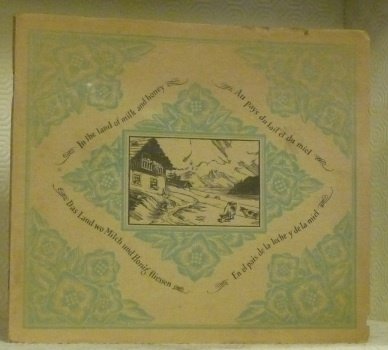 In the land of milk and honey
Au pays du lait et du miel
Das Land wo Milch und Honig fliessen
En el pais de la leche y de la miel